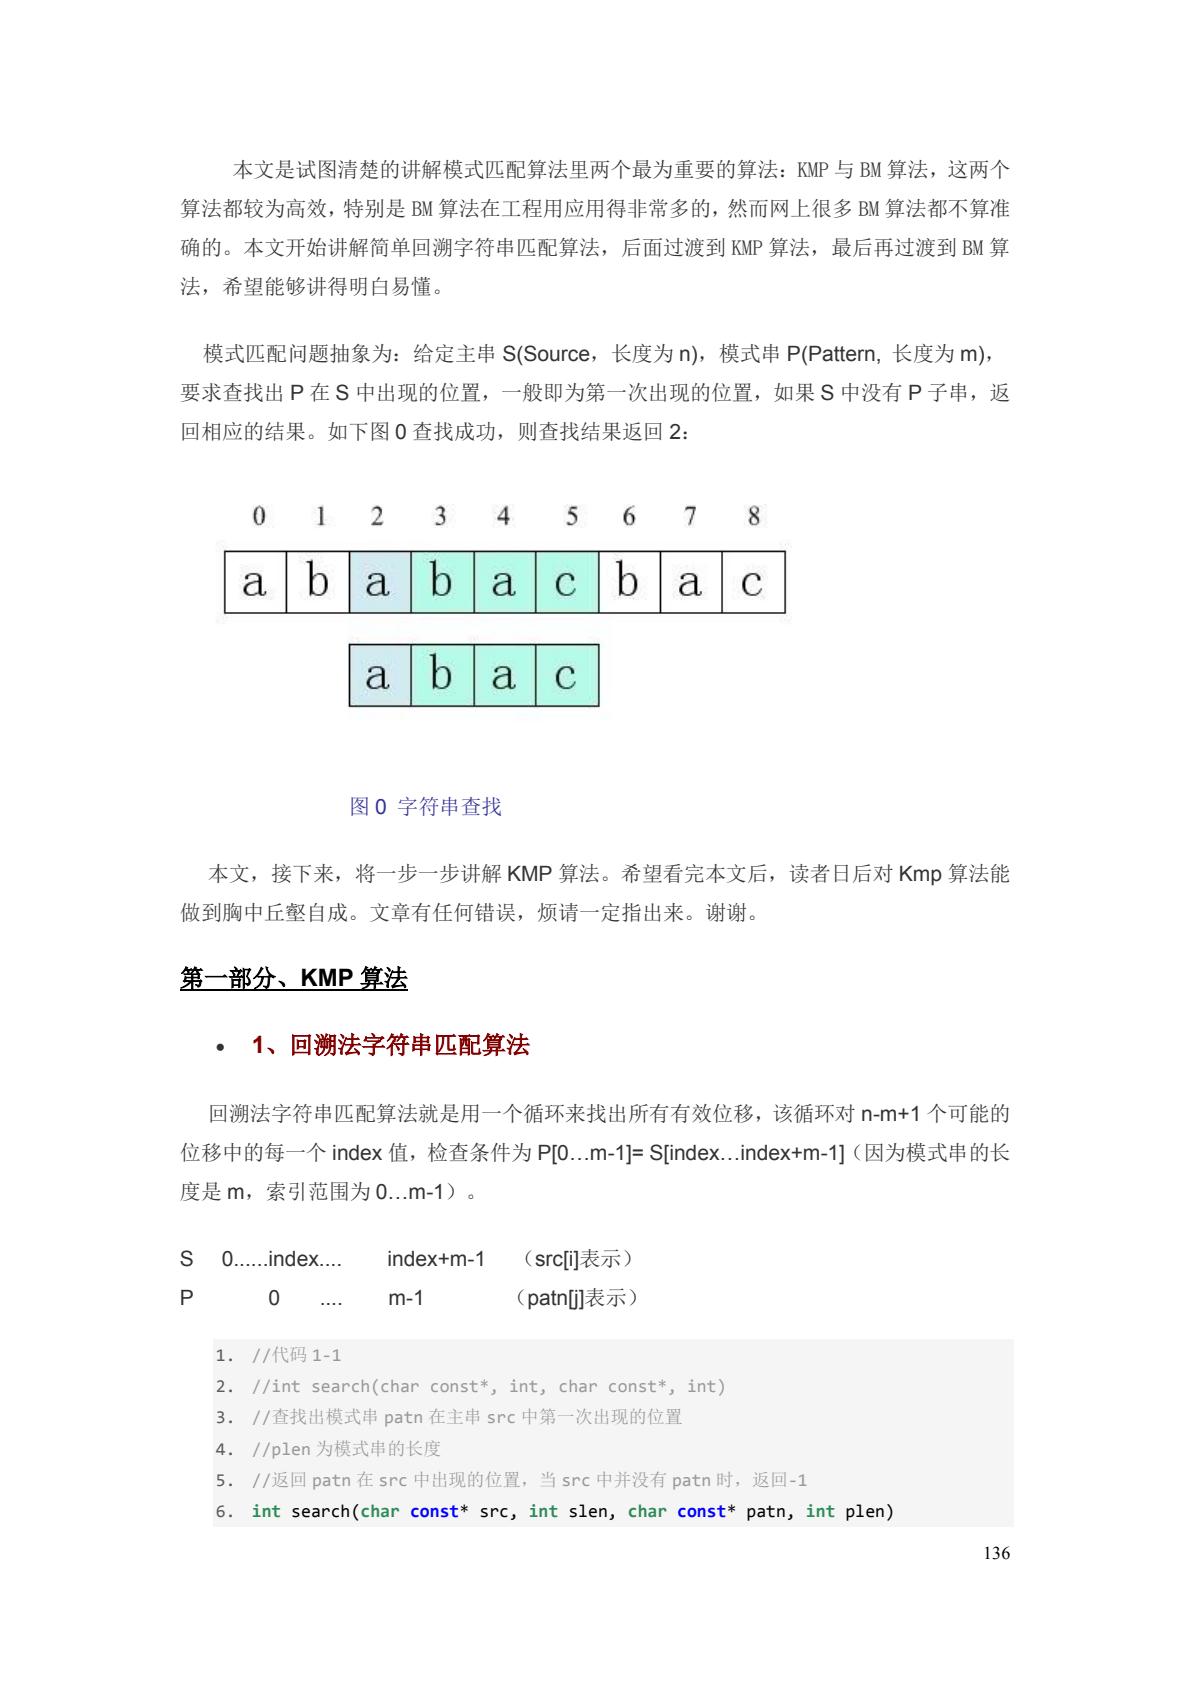 本文是试图清楚的讲解模式匹配算法里两个最为重要的算法：KMP 与 BM 算法，这两个
算法都较为高效，特别是 BM 算法在工程用应用得非常多的，然而网上很多 BM 算法都不算准
确的。本文开始讲解简单回溯字符串匹配算法，后面过渡到 KMP 算法，最后再过渡到 BM 算
法，希望能够讲得明白易懂。
模式匹配问题抽象为：给定主串 S(Source，长度为 n)，模式串 P(Pattern, 长度为 m)，
要求查找出 P 在 S 中出现的位置，一般即为第一次出现的位置，如果 S 中没有 P 子串，返
回相应的结果。如下图 0 查找成功，则查找结果返回 2：
0 1 2 3 4 5 6 7 8
a b a b a c b a c
a b a c
图 0 字符串查找
本文，接下来，将一步一步讲解 KMP 算法。希望看完本文后，读者日后对 Kmp 算法能
做到胸中丘壑自成。文章有任何错误，烦请一定指出来。谢谢。
第一部分、KMP 算法
• 1、回溯法字符串匹配算法
回溯法字符串匹配算法就是用一个循环来找出所有有效位移，该循环对 n-m+1 个可能的
位移中的每一个 index 值，检查条件为 P[0…m-1]= S[index…index+m-1]（因为模式串的长
度是 m，索引范围为 0…m-1）。
S 0......index.... index+m-1 （src[i]表示）
P 0 .... m-1 （patn[j]表示）
1. //代码 1-1
2. //int search(char const*, int, char const*, int)
3. //查找出模式串 patn 在主串 src 中第一次出现的位置
4. //plen 为模式串的长度
5. //返回 patn 在 src 中出现的位置，当 src 中并没有 patn 时，返回-1
6. int search(char const* src, int slen, char const* patn, int plen)
136